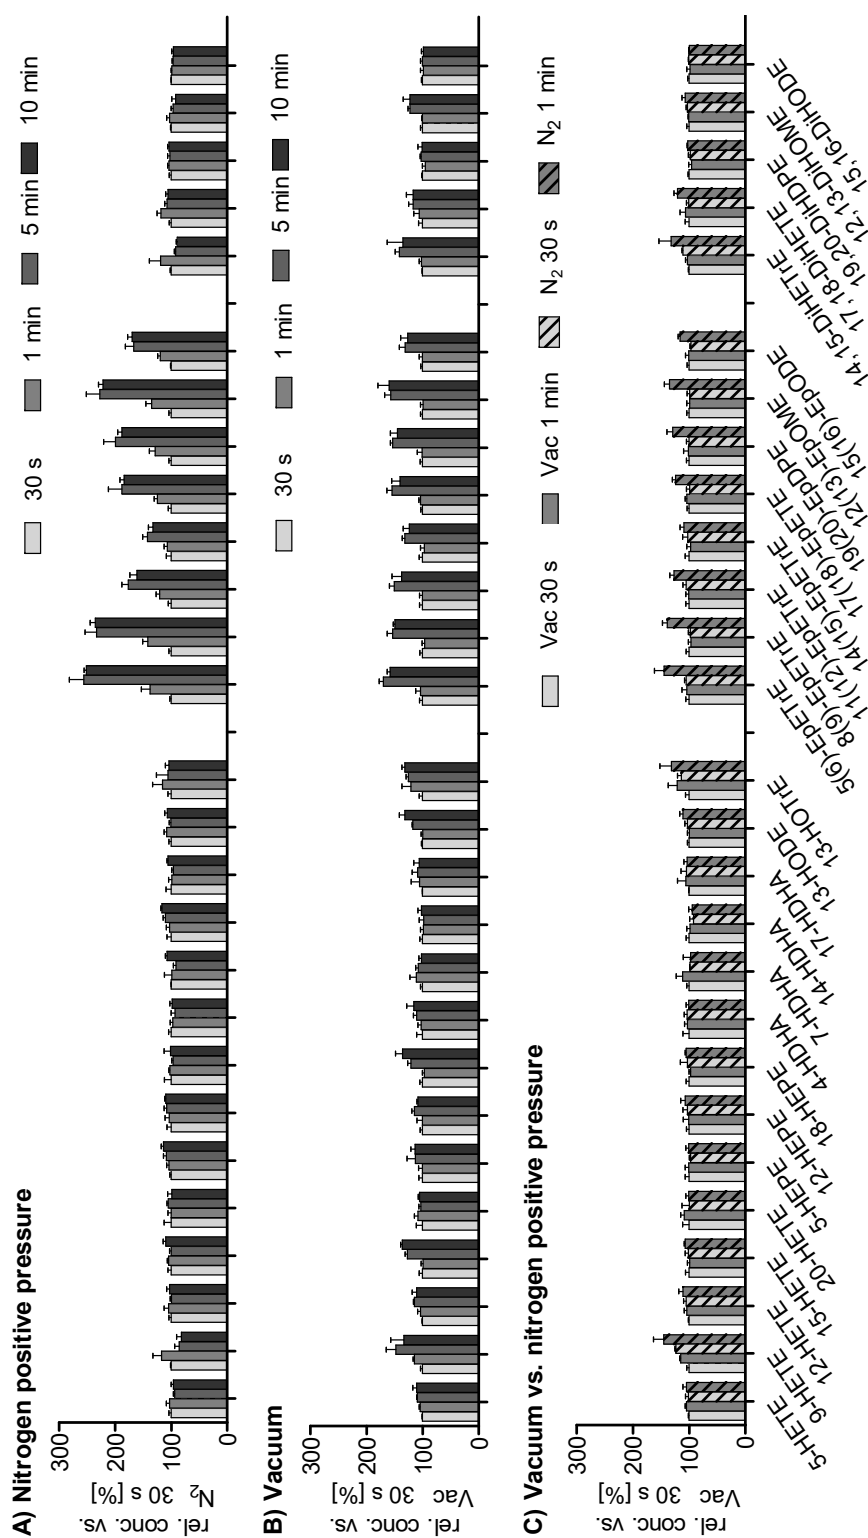 A) Nitrogen positive pressure
30 s
1 min
5 min
10 min
rel. conc. vs.
N₂ 30 s [%]
300
200
100
0
B) Vacuum
30 s
1 min
5 min
10 min
rel. conc. vs.
Vac 30 s [%]
300
200
100
0
C) Vacuum vs. nitrogen positive pressure
Vac 30 s
Vac 1 min
N₂ 30 s
N₂ 1 min
rel. conc. vs.
Vac 30 s [%]
300
200
100
0
5-HETE
9-HETE
12-HETE
15-HETE
20-HETE
5-HEPE
12-HEPE
18-HEPE
4-HDHA
7-HDHA
14-HDHA
17-HDHA
13-HODE
13-HOTrE
5(6)-EpETrE
8(9)-EpETrE
11(12)-EpETrE
14(15)-EpETrE
17(18)-EpETE
19(20)-EpDPE
12(13)-EpOME
15(16)-EpODE
14,15-DiHETrE
17,18-DiHETE
19,20-DiHDPE
12,13-DiHOME
15,16-DiHODE